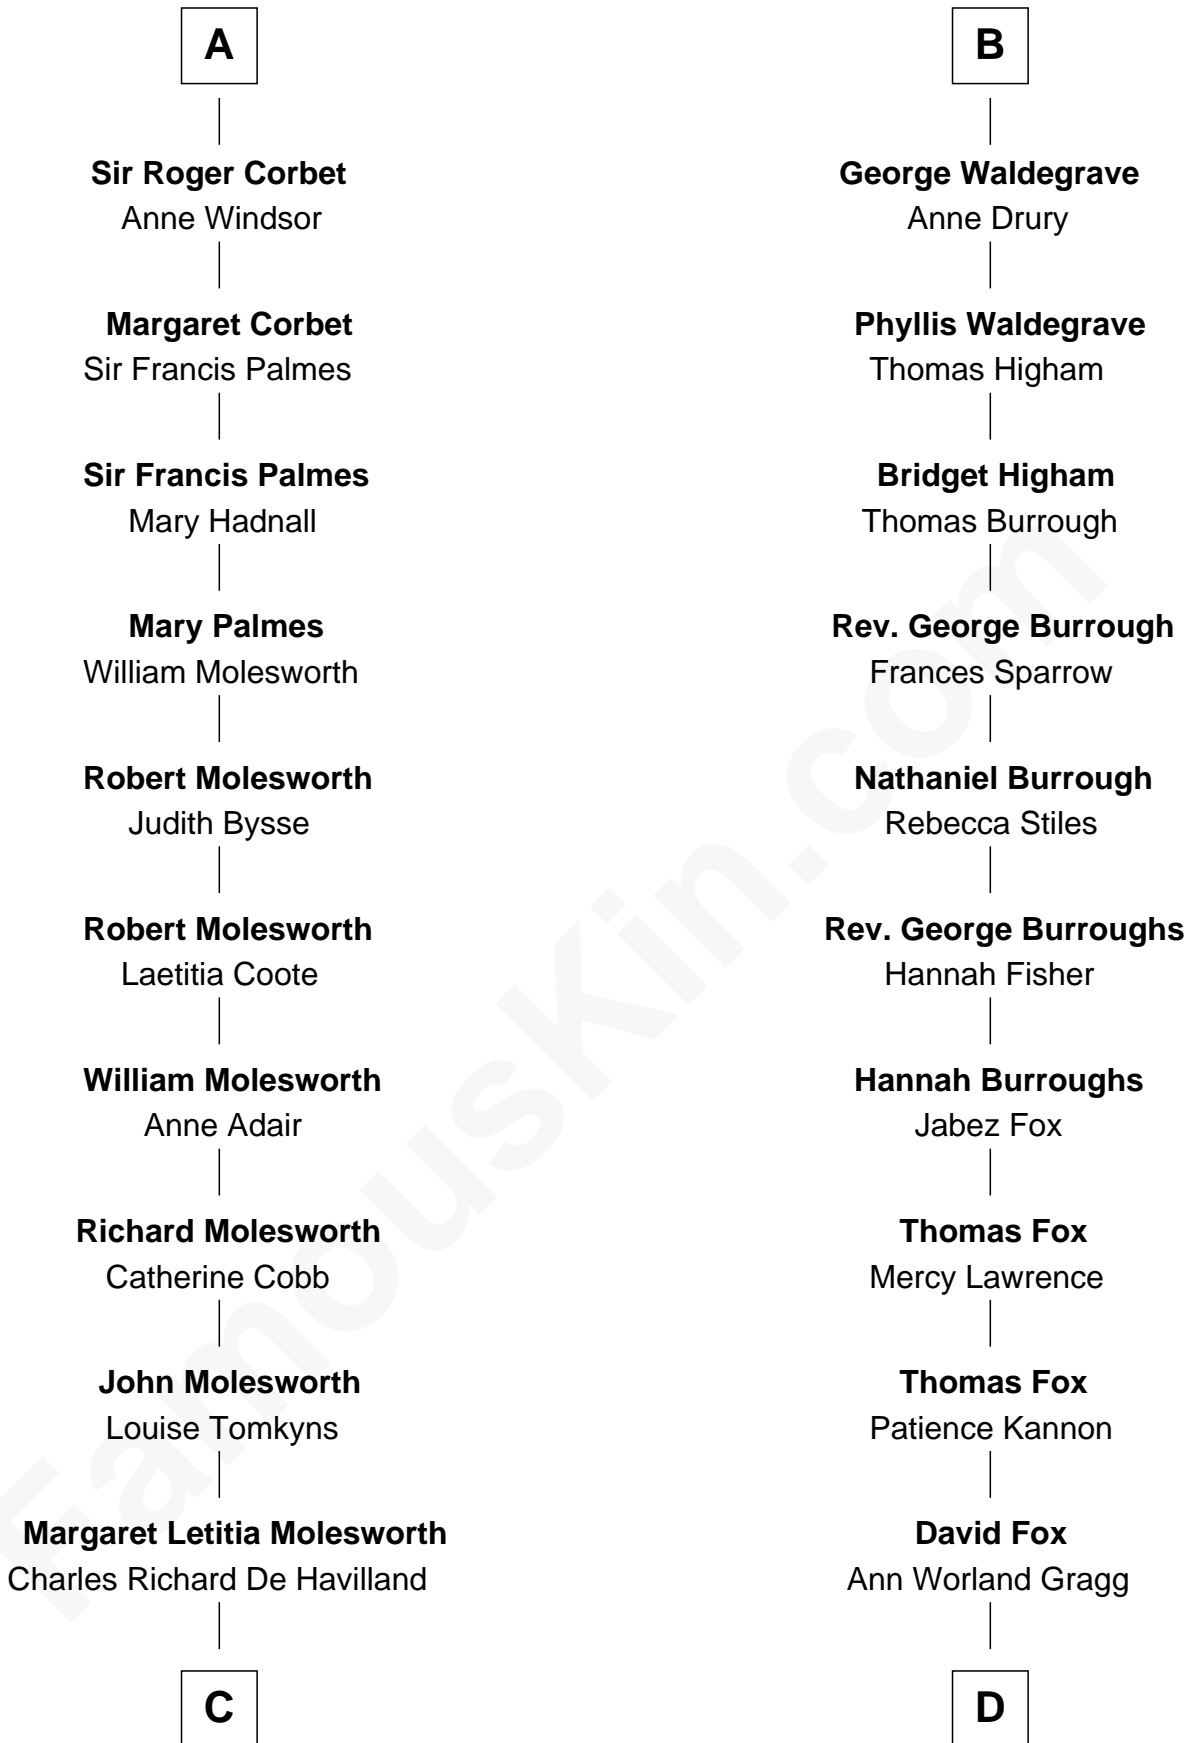 A
Sir Roger Corbet
Anne Windsor
Margaret Corbet
Sir Francis Palmes
Sir Francis Palmes
Mary Hadnall
Mary Palmes
William Molesworth
Robert Molesworth
Judith Bysse
Robert Molesworth
Laetitia Coote
William Molesworth
Anne Adair
Richard Molesworth
Catherine Cobb
John Molesworth
Louise Tomkyns
Margaret Letitia Molesworth
Charles Richard De Havilland
C
B
George Waldegrave
Anne Drury
Phyllis Waldegrave
Thomas Higham
Bridget Higham
Thomas Burrough
Rev. George Burrough
Frances Sparrow
Nathaniel Burrough
Rebecca Stiles
Rev. George Burroughs
Hannah Fisher
Hannah Burroughs
Jabez Fox
Thomas Fox
Mercy Lawrence
Thomas Fox
Patience Kannon
David Fox
Ann Worland Gragg
D
FamousKin.com